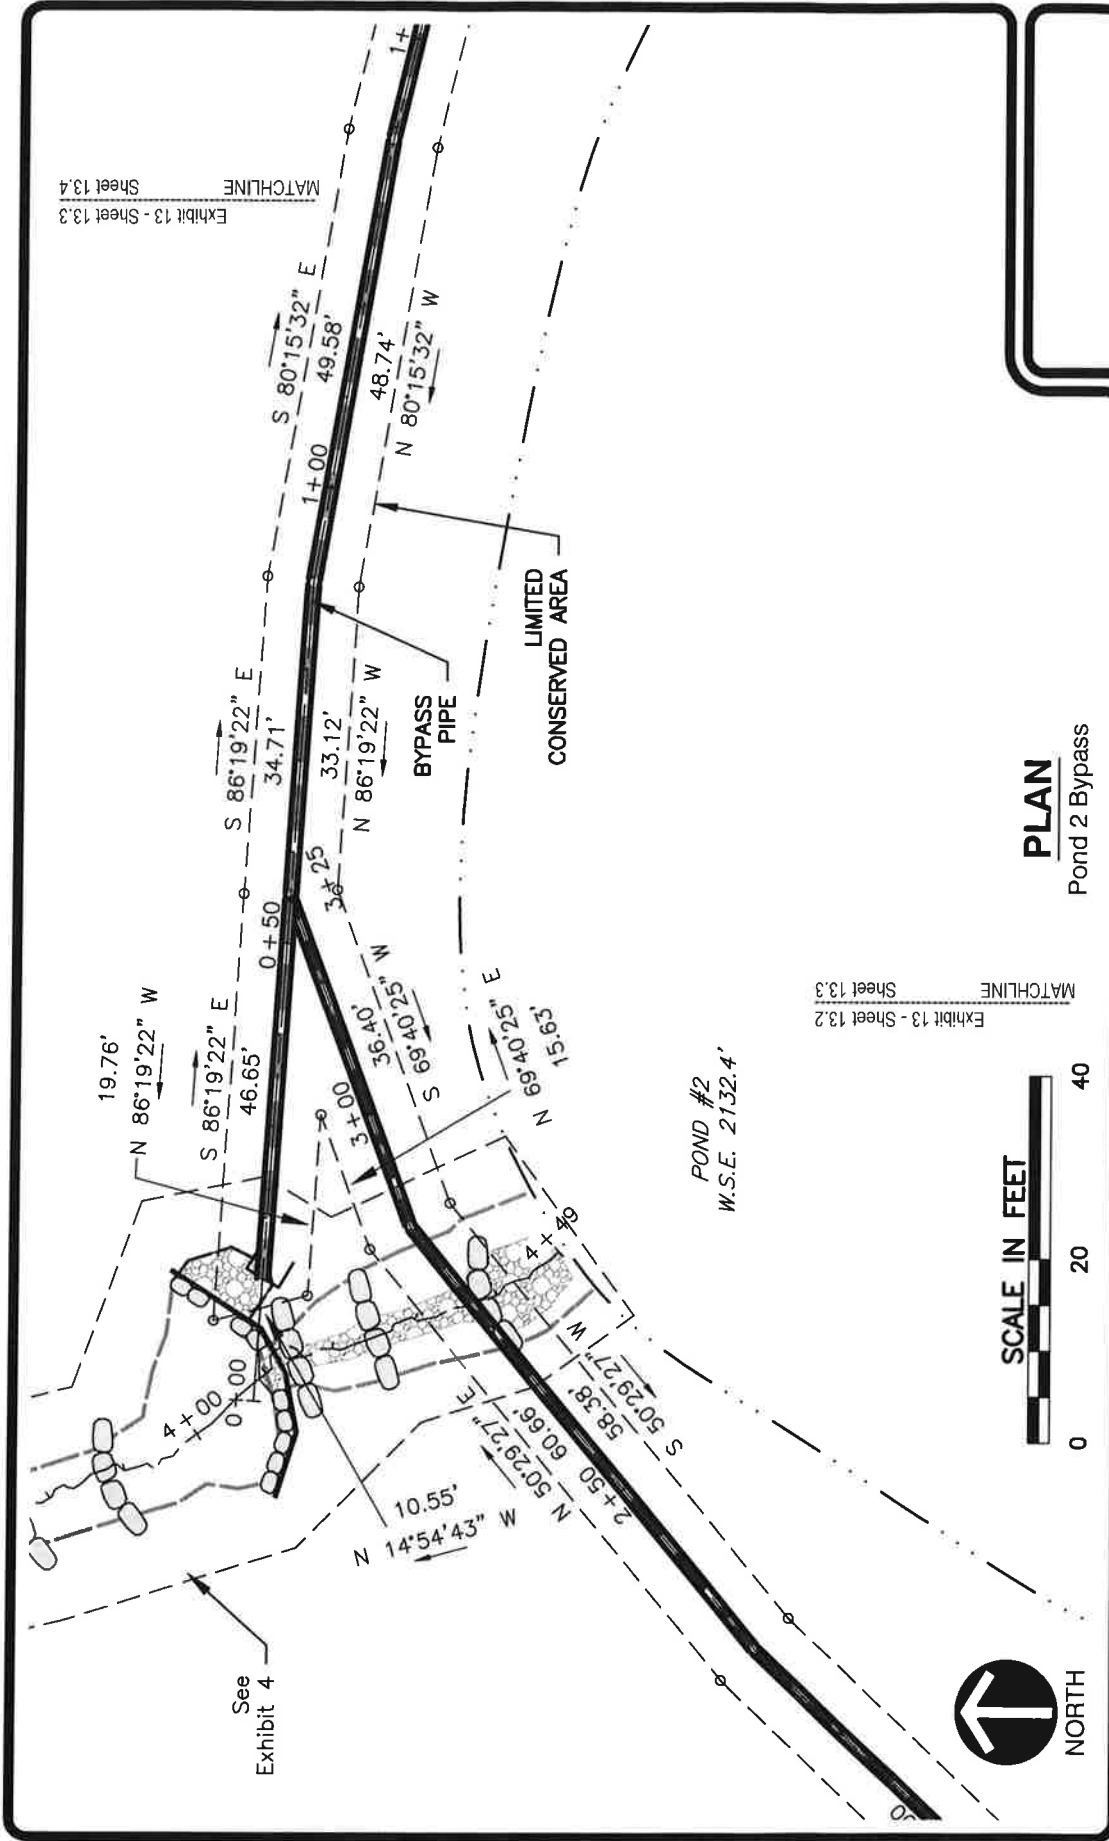 See
Exhibit 4
19.76'
N 86°19'22" W
S 86°19'22" E
46.65'
S 86°19'22" E
34.71'
S 80°15'32" E
49.58'
Exhibit 13 - Sheet 13.3
MATCHLINE Sheet 13.4
1+
4+00
0+00
0+50
1+00
3+25
33.12'
N 86°19'22" W
48.74'
N 80°15'32" W
BYPASS
PIPE
LIMITED
CONSERVED AREA
10.55'
N 14°54'43" W
3+00
36.40'
S 69°40'25" W
N 69°40'25" E
15.63'
4+49
N 50°29'27" E
60.66'
2+50
58.38'
S 50°29'27" W
POND #2
W.S.E. 2132.4'
Exhibit 13 - Sheet 13.2
MATCHLINE Sheet 13.3
NORTH
SCALE IN FEET
0 20 40
PLAN
Pond 2 Bypass